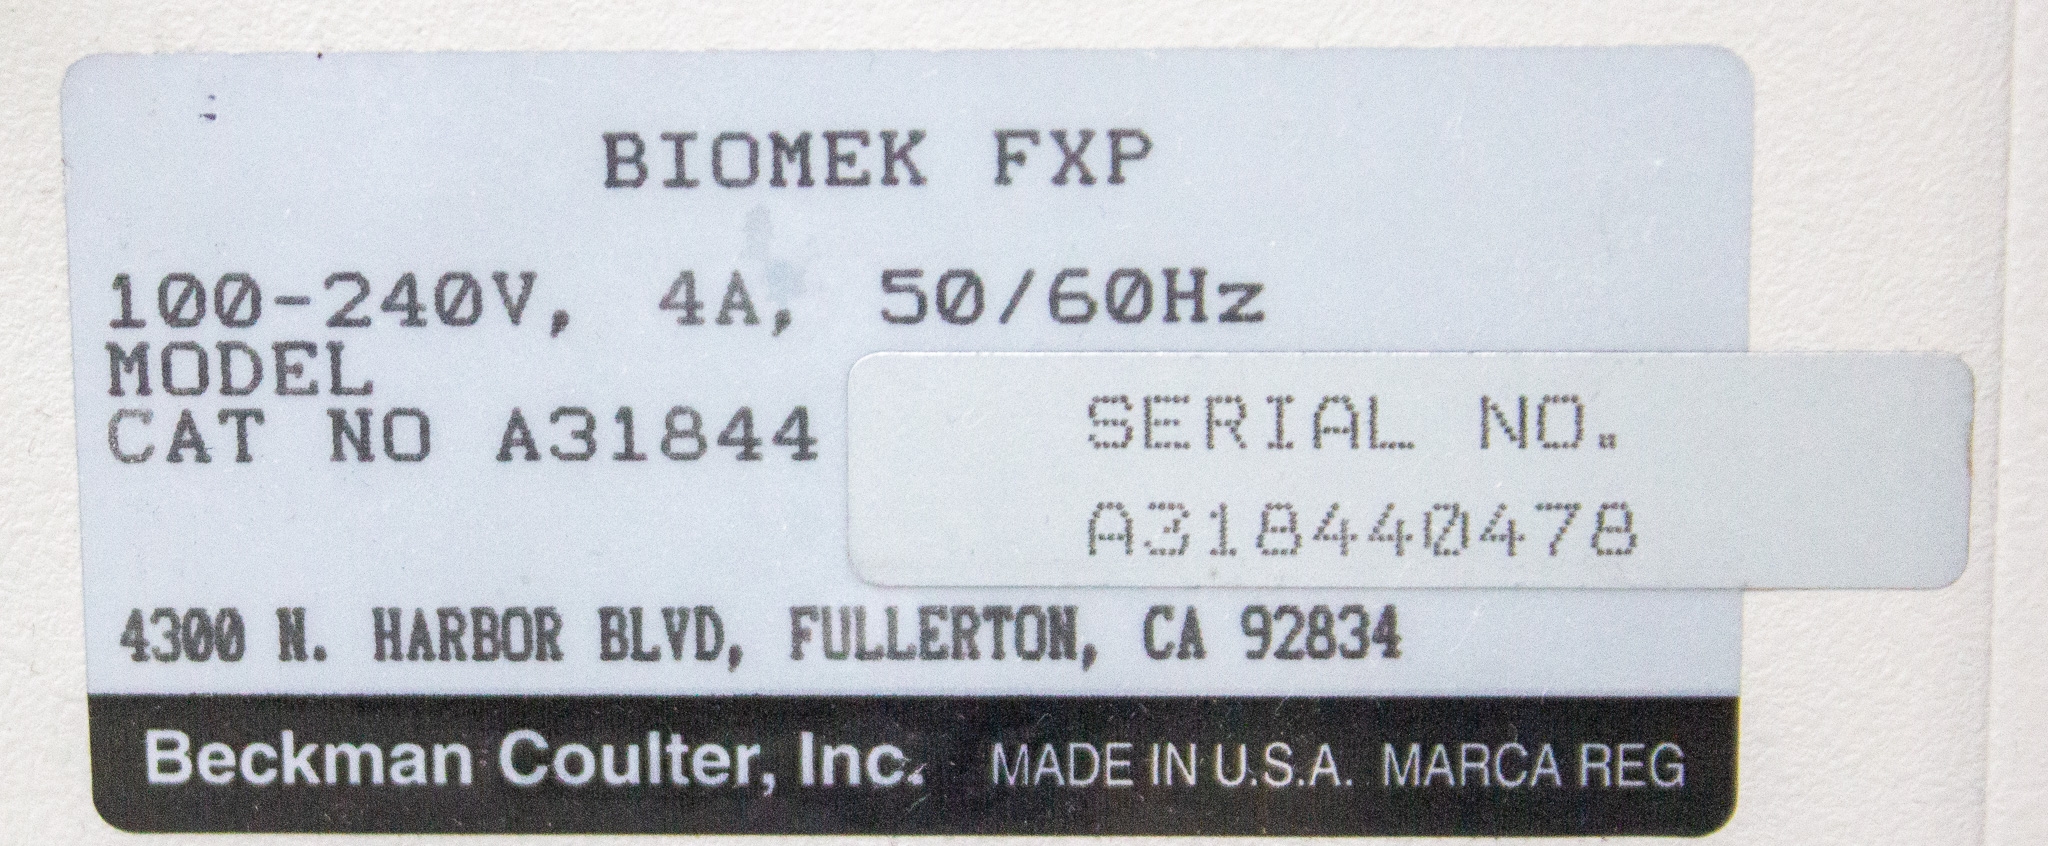 BIOMEK FXP
100-240V, 4A, 50/60Hz
MODEL
CAT NO A31844
SERIAL NO.
A318440478
4300 N. HARBOR BLVD, FULLERTON, CA 92834
Beckman Coulter, Inc. MADE IN U.S.A. MARCA REG